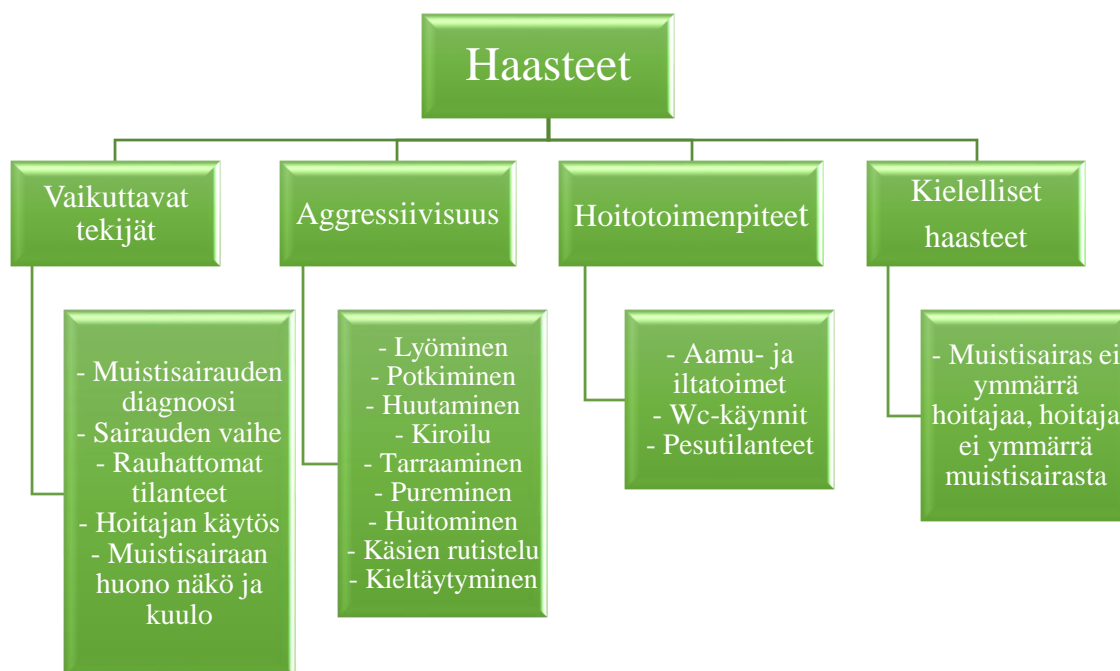 Haasteet
Vaikuttavat
tekijät
- Muistisairauden
diagnoosi
- Sairauden vaihe
- Rauhattomat
tilanteet
- Hoitajan käytös
- Muistisairaan
huono näkö ja
kuulo
Aggressiivisuus
- Lyöminen
- Potkiminen
- Huutaminen
- Kiroilu
- Tarraaminen
- Pureminen
- Huitominen
- Käsien rutistelu
- Kieltäytyminen
Hoitotoimenpiteet
- Aamu- ja
iltatoimet
- Wc-käynnit
- Pesutilanteet
Kielelliset
haasteet
- Muistisairas ei
ymmärrä
hoitajaa, hoitaja
ei ymmärrä
muistisairasta